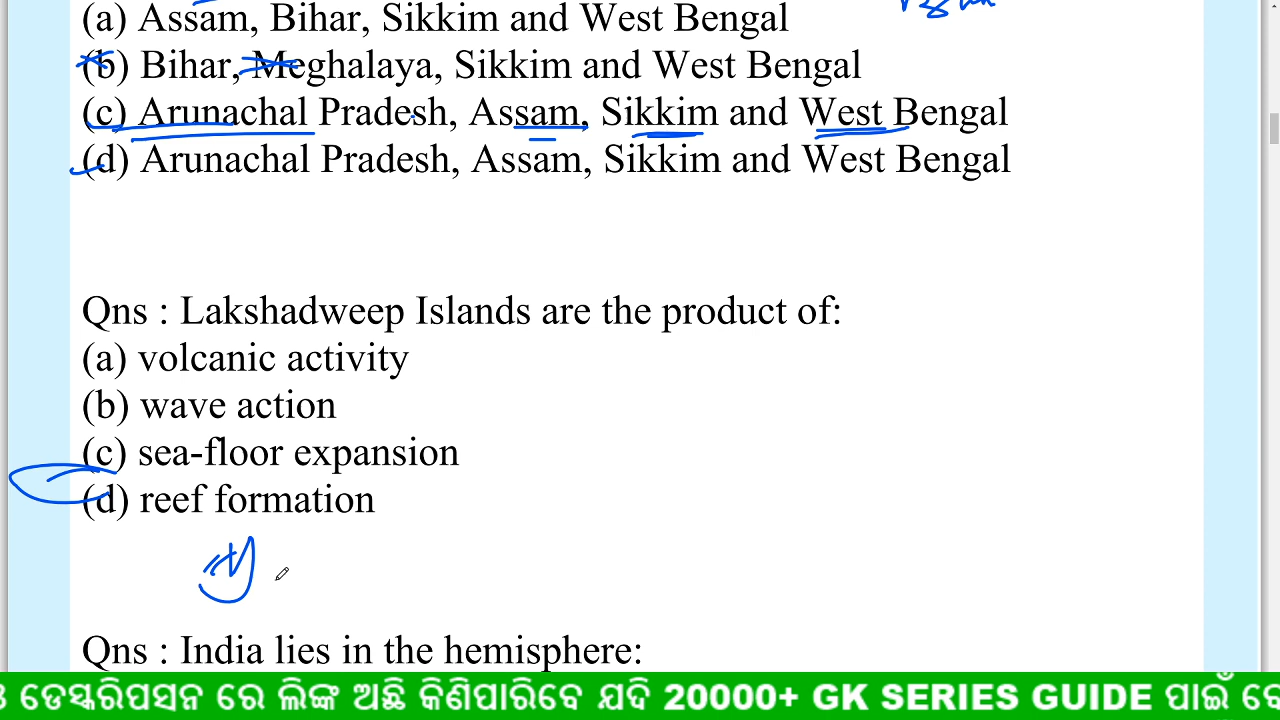 (a) Assam, Bihar, Sikkim and West Bengal
(b) Bihar, Meghalaya, Sikkim and West Bengal
(c) Arunachal Pradesh, Assam, Sikkim and West Bengal
(d) Arunachal Pradesh, Assam, Sikkim and West Bengal
Qns : Lakshadweep Islands are the product of:
(a) volcanic activity
(b) wave action
(c) sea-floor expansion
(d) reef formation
Qns : India lies in the hemisphere:
ଡେସ୍କରିପସନ ରେ ଲିଙ୍କ ଅଛି କିଣିପାରିବେ ଯଦି 20000+ GK SERIES GUIDE ପାଇଁ